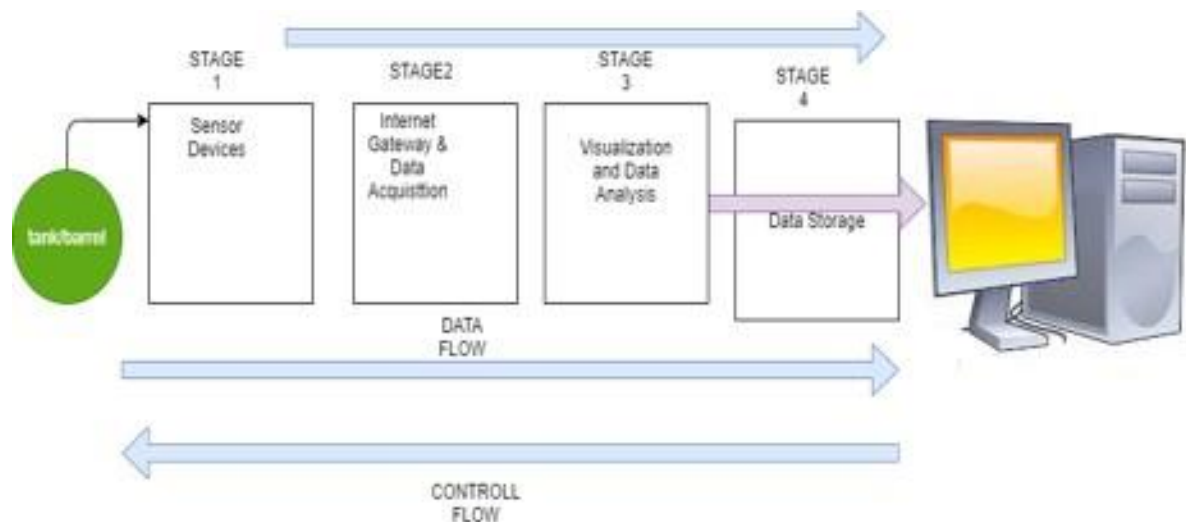 STAGE
1
STAGE2
STAGE
3
STAGE
4
Sensor
Devices
Internet
Gateway &
Data
Acquisttion
Visualization
and Data
Analysis
Data Storage
tank/barrel
DATA
FLOW
CONTROLL
FLOW